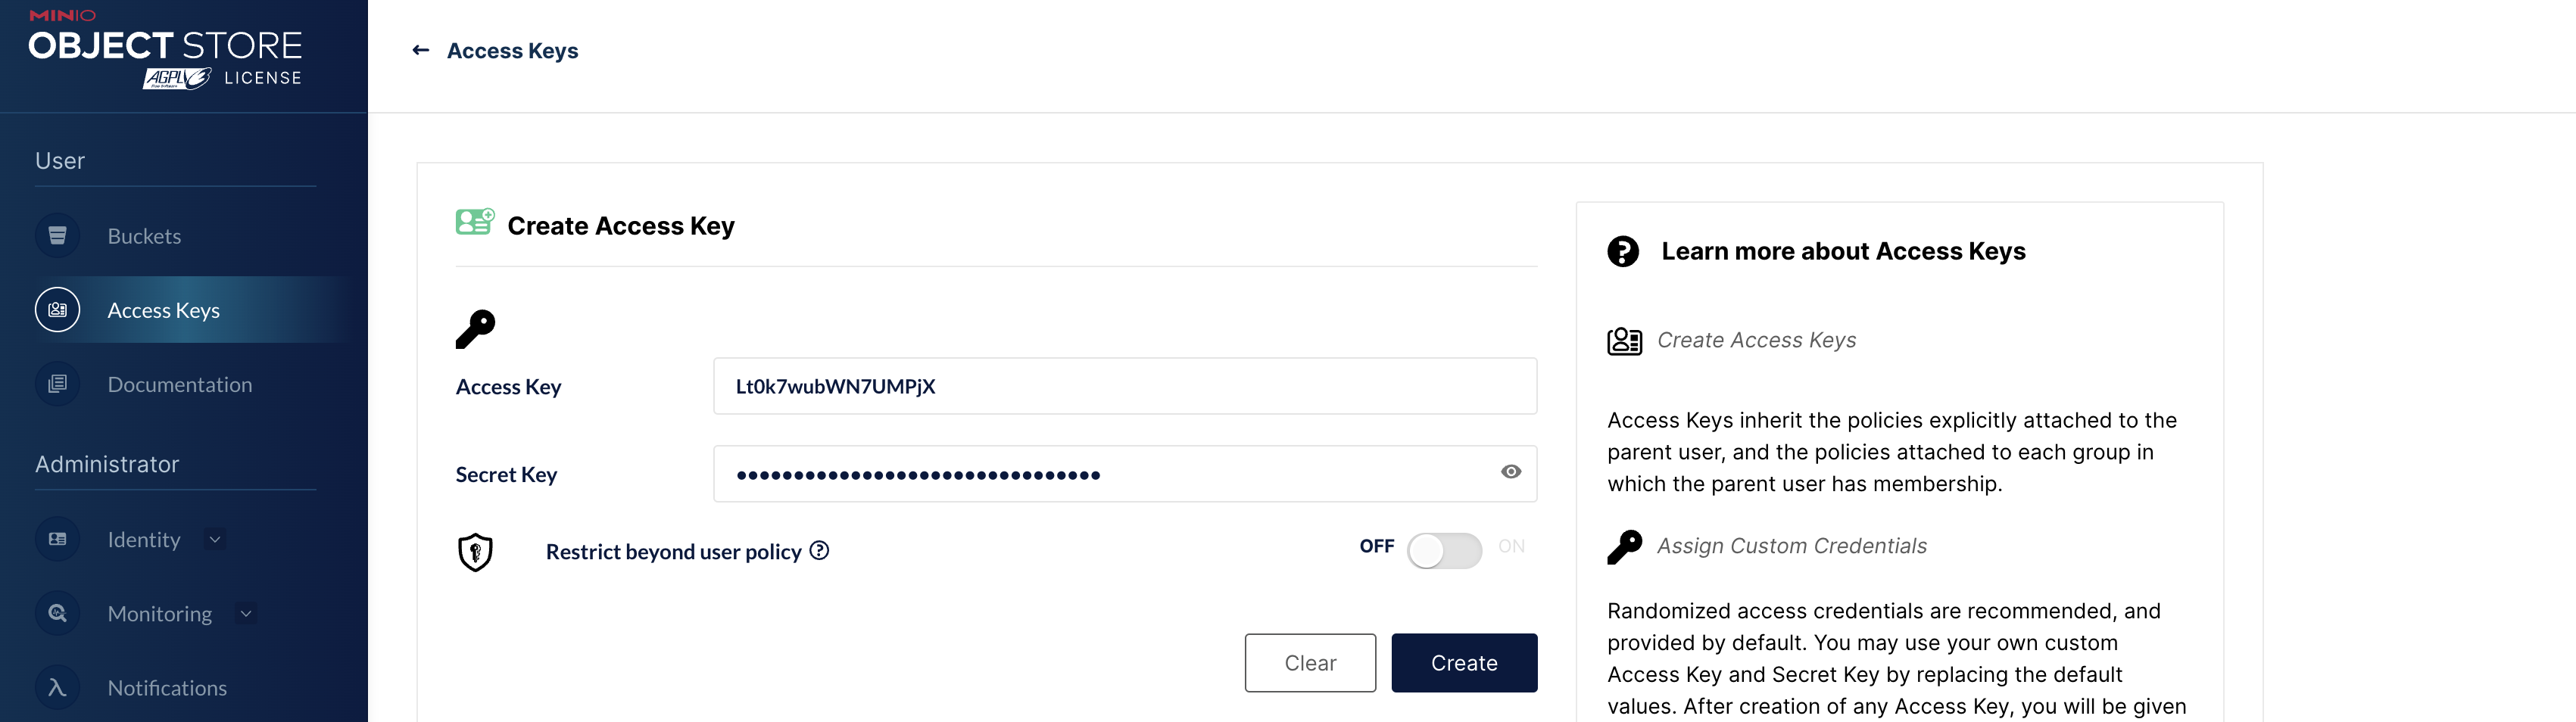 MINIO
OBJECT STORE
AGPL v3 LICENSE
User
Buckets
Access Keys
Documentation
Administrator
Identity
Monitoring
Notifications
← Access Keys
Create Access Key
Access Key
Lt0k7wubWN7UMPjX
Secret Key
••••••••••••••••••••••••••••••••
Restrict beyond user policy
OFF
ON
Clear
Create
Learn more about Access Keys
Create Access Keys
Access Keys inherit the policies explicitly attached to the
parent user, and the policies attached to each group in
which the parent user has membership.
Assign Custom Credentials
Randomized access credentials are recommended, and
provided by default. You may use your own custom
Access Key and Secret Key by replacing the default
values. After creation of any Access Key, you will be given